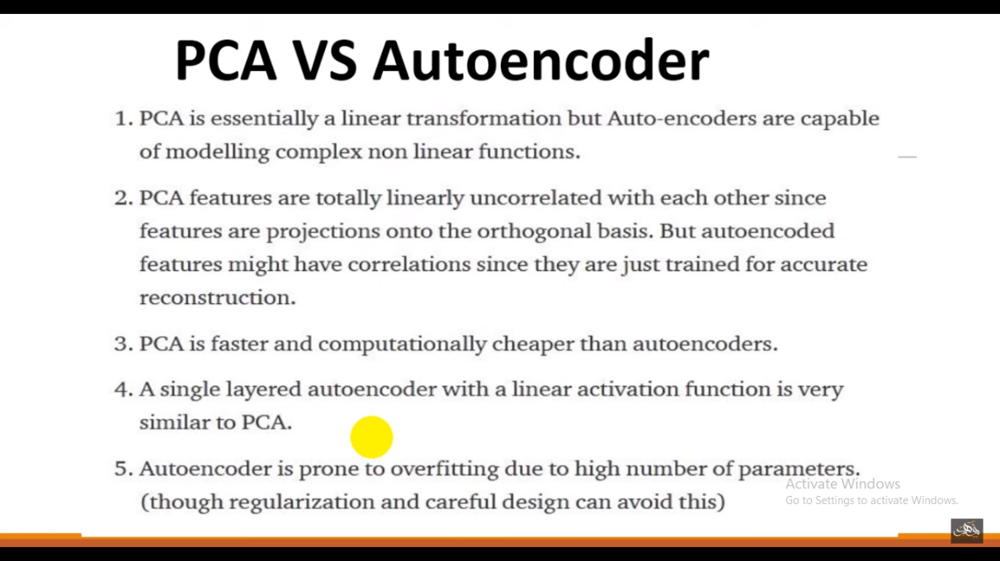 PCA VS Autoencoder
1. PCA is essentially a linear transformation but Auto-encoders are capable
of modelling complex non linear functions.
2. PCA features are totally linearly uncorrelated with each other since
features are projections onto the orthogonal basis. But autoencoded
features might have correlations since they are just trained for accurate
reconstruction.
3. PCA is faster and computationally cheaper than autoencoders.
4. A single layered autoencoder with a linear activation function is very
similar to PCA.
5. Autoencoder is prone to overfitting due to high number of parameters.
(though regularization and careful design can avoid this)
Activate Windows
Go to Settings to activate Windows.